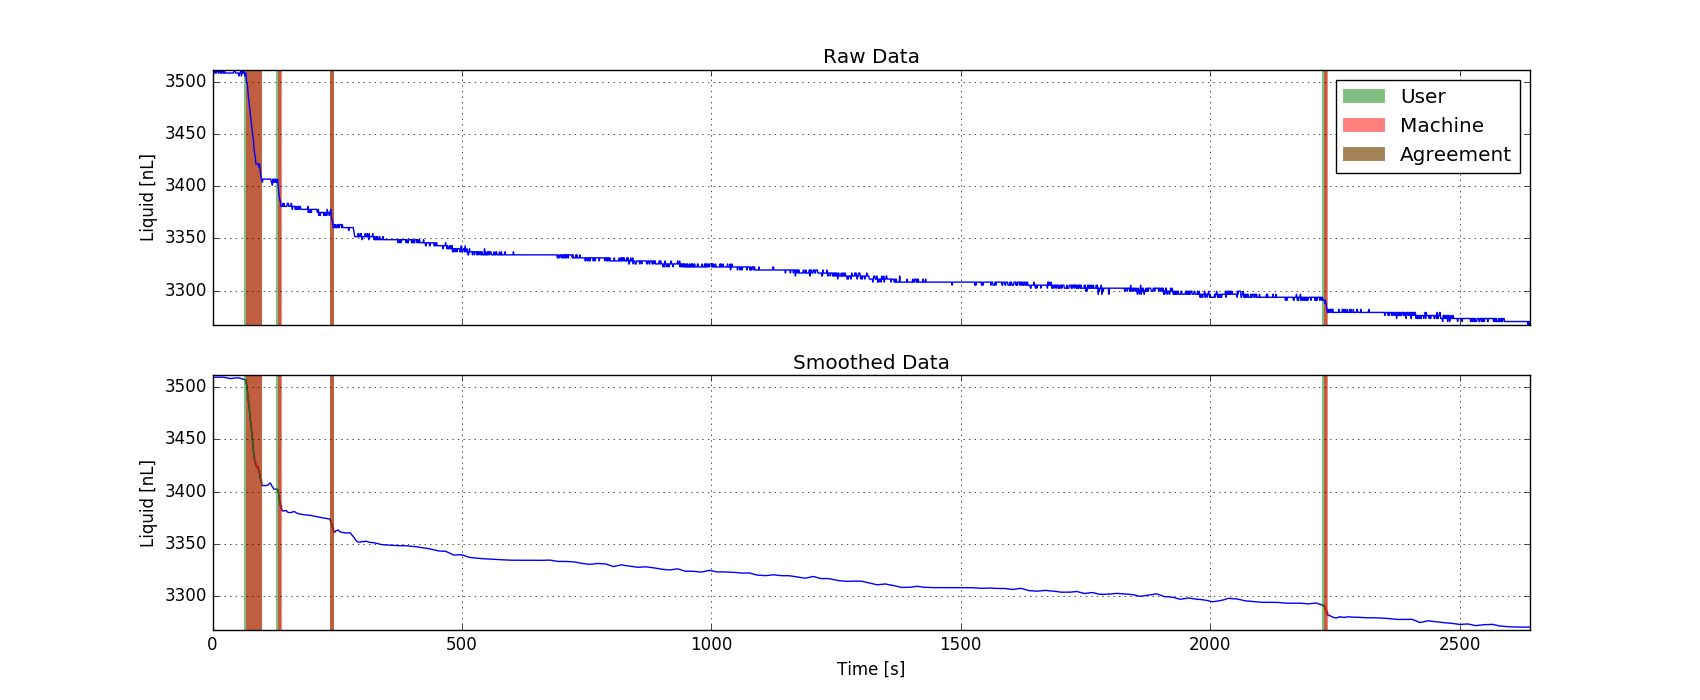 Raw Data
3500
3450
3400
3350
3300
Liquid [nL]
User
Machine
Agreement
Smoothed Data
3500
3450
3400
3350
3300
Liquid [nL]
0 500 1000 1500 2000 2500
Time [s]